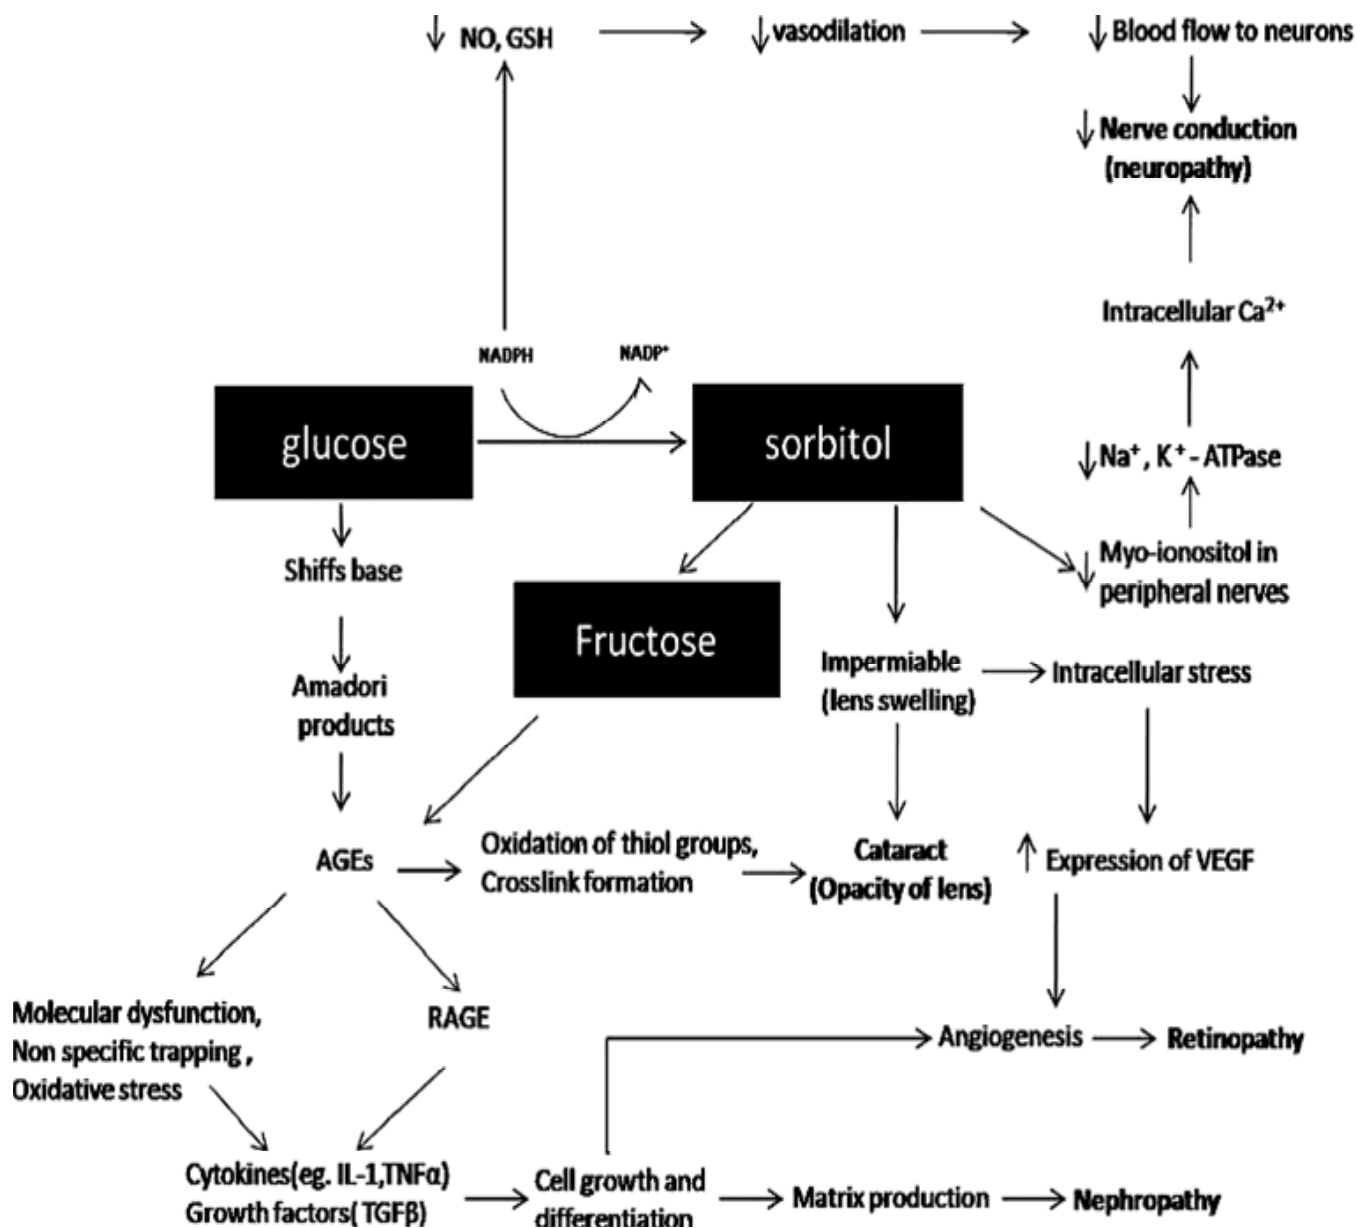 NO, GSH
vasodilation
Blood flow to neurons
Nerve conduction
(neuropathy)
Intracellular Ca²⁺
NADPH
NADP⁺
glucose
sorbitol
Na⁺, K⁺- ATPase
Shiffs base
Myo-ionositol in
peripheral nerves
Fructose
Impermiable
(lens swelling)
Intracellular stress
Amadori
products
AGEs
Oxidation of thiol groups,
Crosslink formation
Cataract
(Opacity of lens)
Expression of VEGF
Molecular dysfunction,
Non specific trapping ,
Oxidative stress
RAGE
Angiogenesis
Retinopathy
Cytokines(eg. IL-1,TNFα)
Growth factors( TGFβ)
Cell growth and
differentiation
Matrix production
Nephropathy